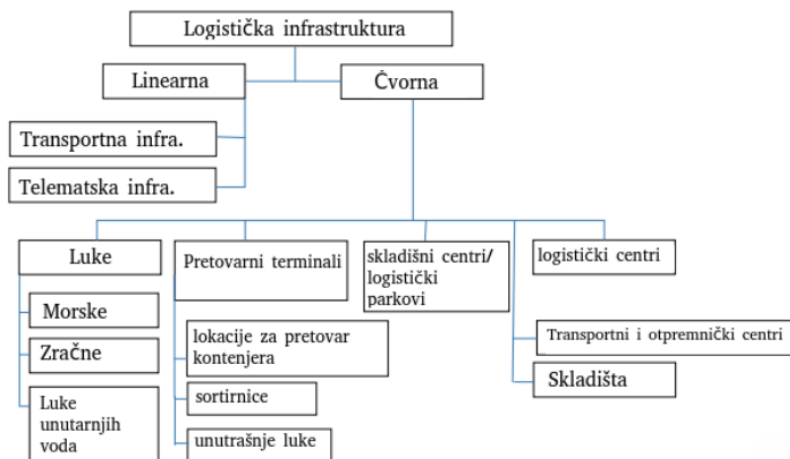 Logistička infrastruktura
Linearna
Čvorna
Transportna infra.
Telematska infra.
Luke
Pretovarni terminali
skladišni centri/
logistički
parkovi
logistički centri
Morske
Zračne
Luke
unutarnjih
voda
lokacije za pretovar
kontenjera
sortirnice
unutrašnje luke
Transportni i otpremnički centri
Skladišta